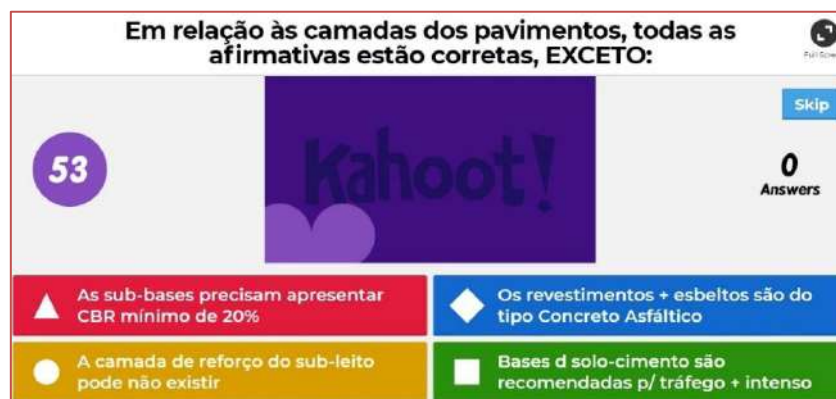 Em relação às camadas dos pavimentos, todas as
afirmativas estão corretas, EXCETO:
Full Screen
Skip
53
Kahoot!
0
Answers
As sub-bases precisam apresentar
CBR mínimo de 20%
Os revestimentos + esbeltos são do
tipo Concreto Asfáltico
A camada de reforço do sub-leito
pode não existir
Bases d solo-cimento são
recomendadas p/ tráfego + intenso